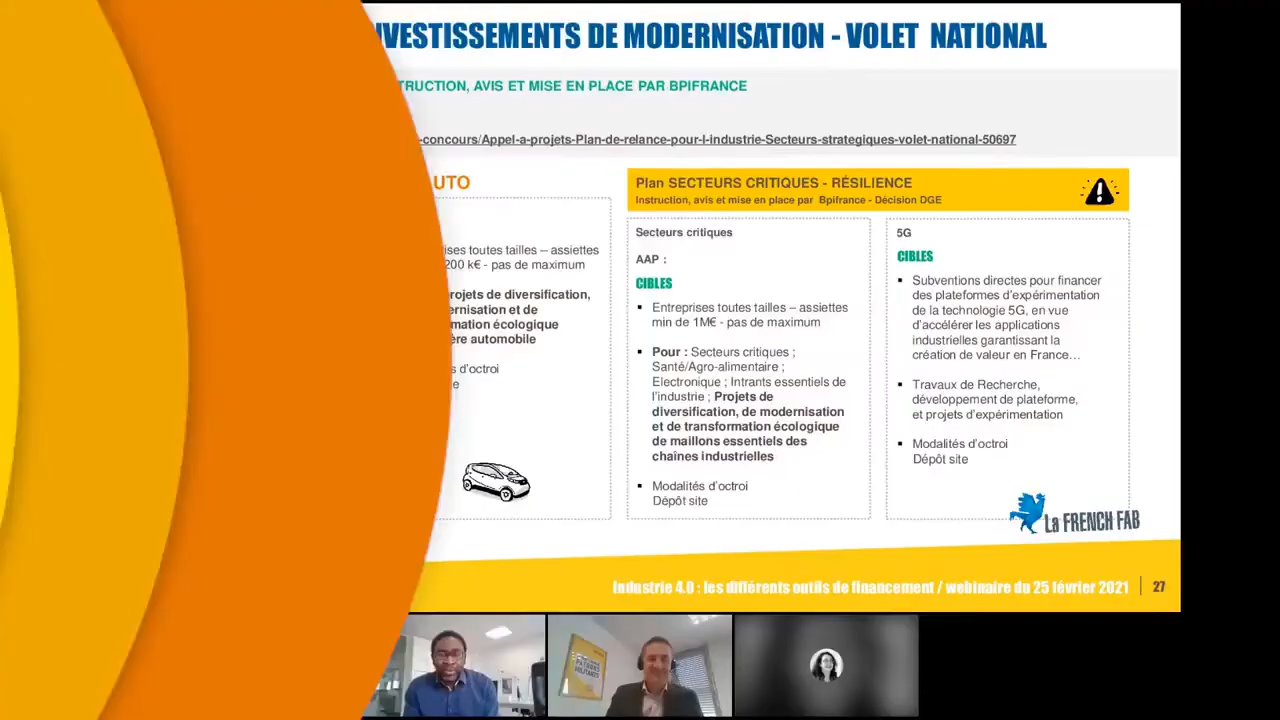 NVESTISSEMENTS DE MODERNISATION - VOLET NATIONAL
TRUCTION, AVIS ET MISE EN PLACE PAR BPIFRANCE
-concours/Appel-a-projets-Plan-de-relance-pour-l-industrie-Secteurs-strategiques-volet-national-50697
UTO
ises toutes tailles – assiettes
200 k€ - pas de maximum
rojets de diversification,
ernisation et de
mation écologique
ère automobile
s d'octroi
e
Plan SECTEURS CRITIQUES - RÉSILIENCE
Instruction, avis et mise en place par Bpifrance - Décision DGE
Secteurs critiques
AAP :
CIBLES
▪ Entreprises toutes tailles – assiettes
min de 1M€ - pas de maximum
▪ Pour : Secteurs critiques ;
Santé/Agro-alimentaire ;
Electronique ; Intrants essentiels de
l'industrie ; Projets de
diversification, de modernisation
et de transformation écologique
de maillons essentiels des
chaînes industrielles
▪ Modalités d'octroi
Dépôt site
5G
CIBLES
▪ Subventions directes pour financer
des plateformes d'expérimentation
de la technologie 5G, en vue
d'accélérer les applications
industrielles garantissant la
création de valeur en France…
▪ Travaux de Recherche,
développement de plateforme,
et projets d'expérimentation
▪ Modalités d'octroi
Dépôt site
La FRENCH FAB
Industrie 4.0 : les différents outils de financement / webinaire du 25 février 2021
27
PATRONS
MILITANTS